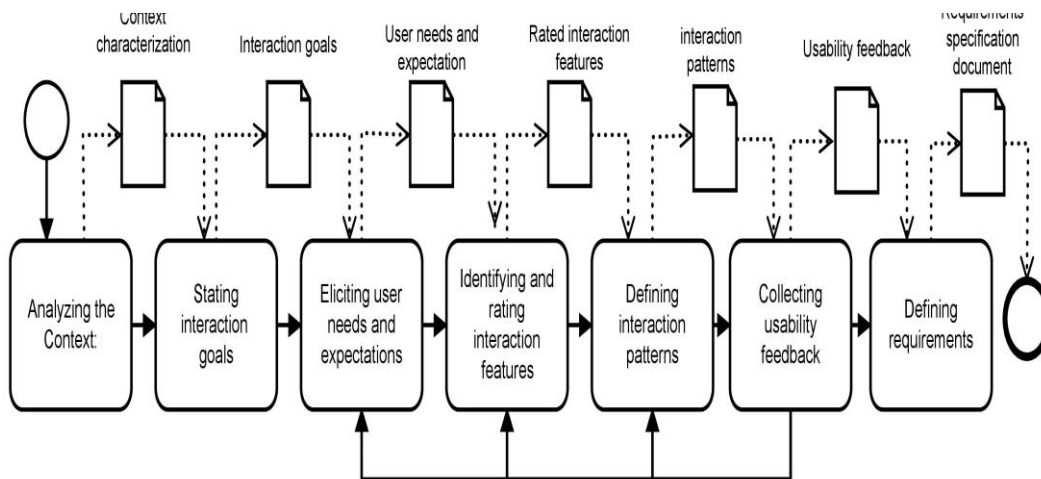 Context
characterization
Interaction goals
User needs and
expectation
Rated interaction
features
interaction
patterns
Usability feedback
Requirements
specification
document
Analyzing the
Context:
Stating
interaction
goals
Eliciting user
needs and
expectations
Identifying and
rating
interaction
features
Defining
interaction
patterns
Collecting
usability
feedback
Defining
requirements